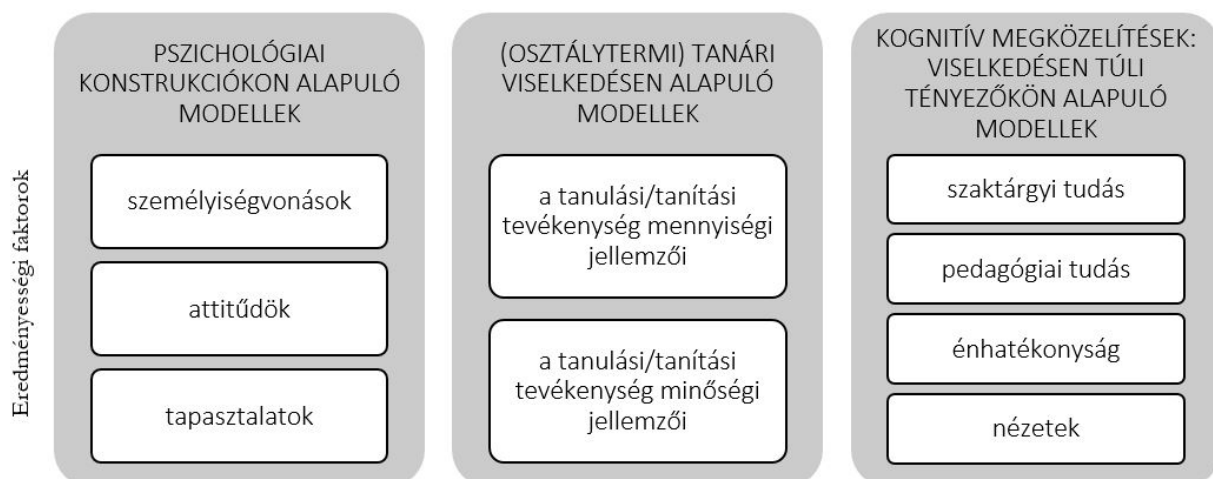 PSZICHOLÓGIAI
KONSTRUKCIÓKON ALAPULÓ
MODELLEK
személyiségvonások
attitűdök
tapasztalatok
(OSZTÁLYTERMI) TANÁRI
VISELKEDÉSEN ALAPULÓ
MODELLEK
a tanulási/tanítási
tevékenység mennyiségi
jellemzői
a tanulási/tanítási
tevékenység minőségi
jellemzői
KOGNITÍV MEGKÖZELÍTÉSEK:
VISELKEDÉSEN TÚLI
TÉNYEZŐKÖN ALAPULÓ
MODELLEK
szaktárgyi tudás
pedagógiai tudás
énhatékonyság
nézetek
Eredményességi faktorok